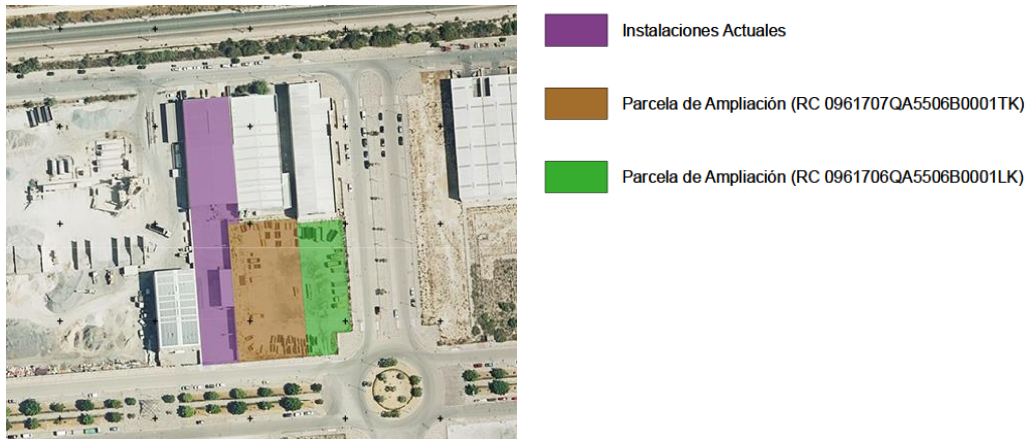 Instalaciones Actuales
Parcela de Ampliación (RC 0961707QA5506B0001TK)
Parcela de Ampliación (RC 0961706QA5506B0001LK)